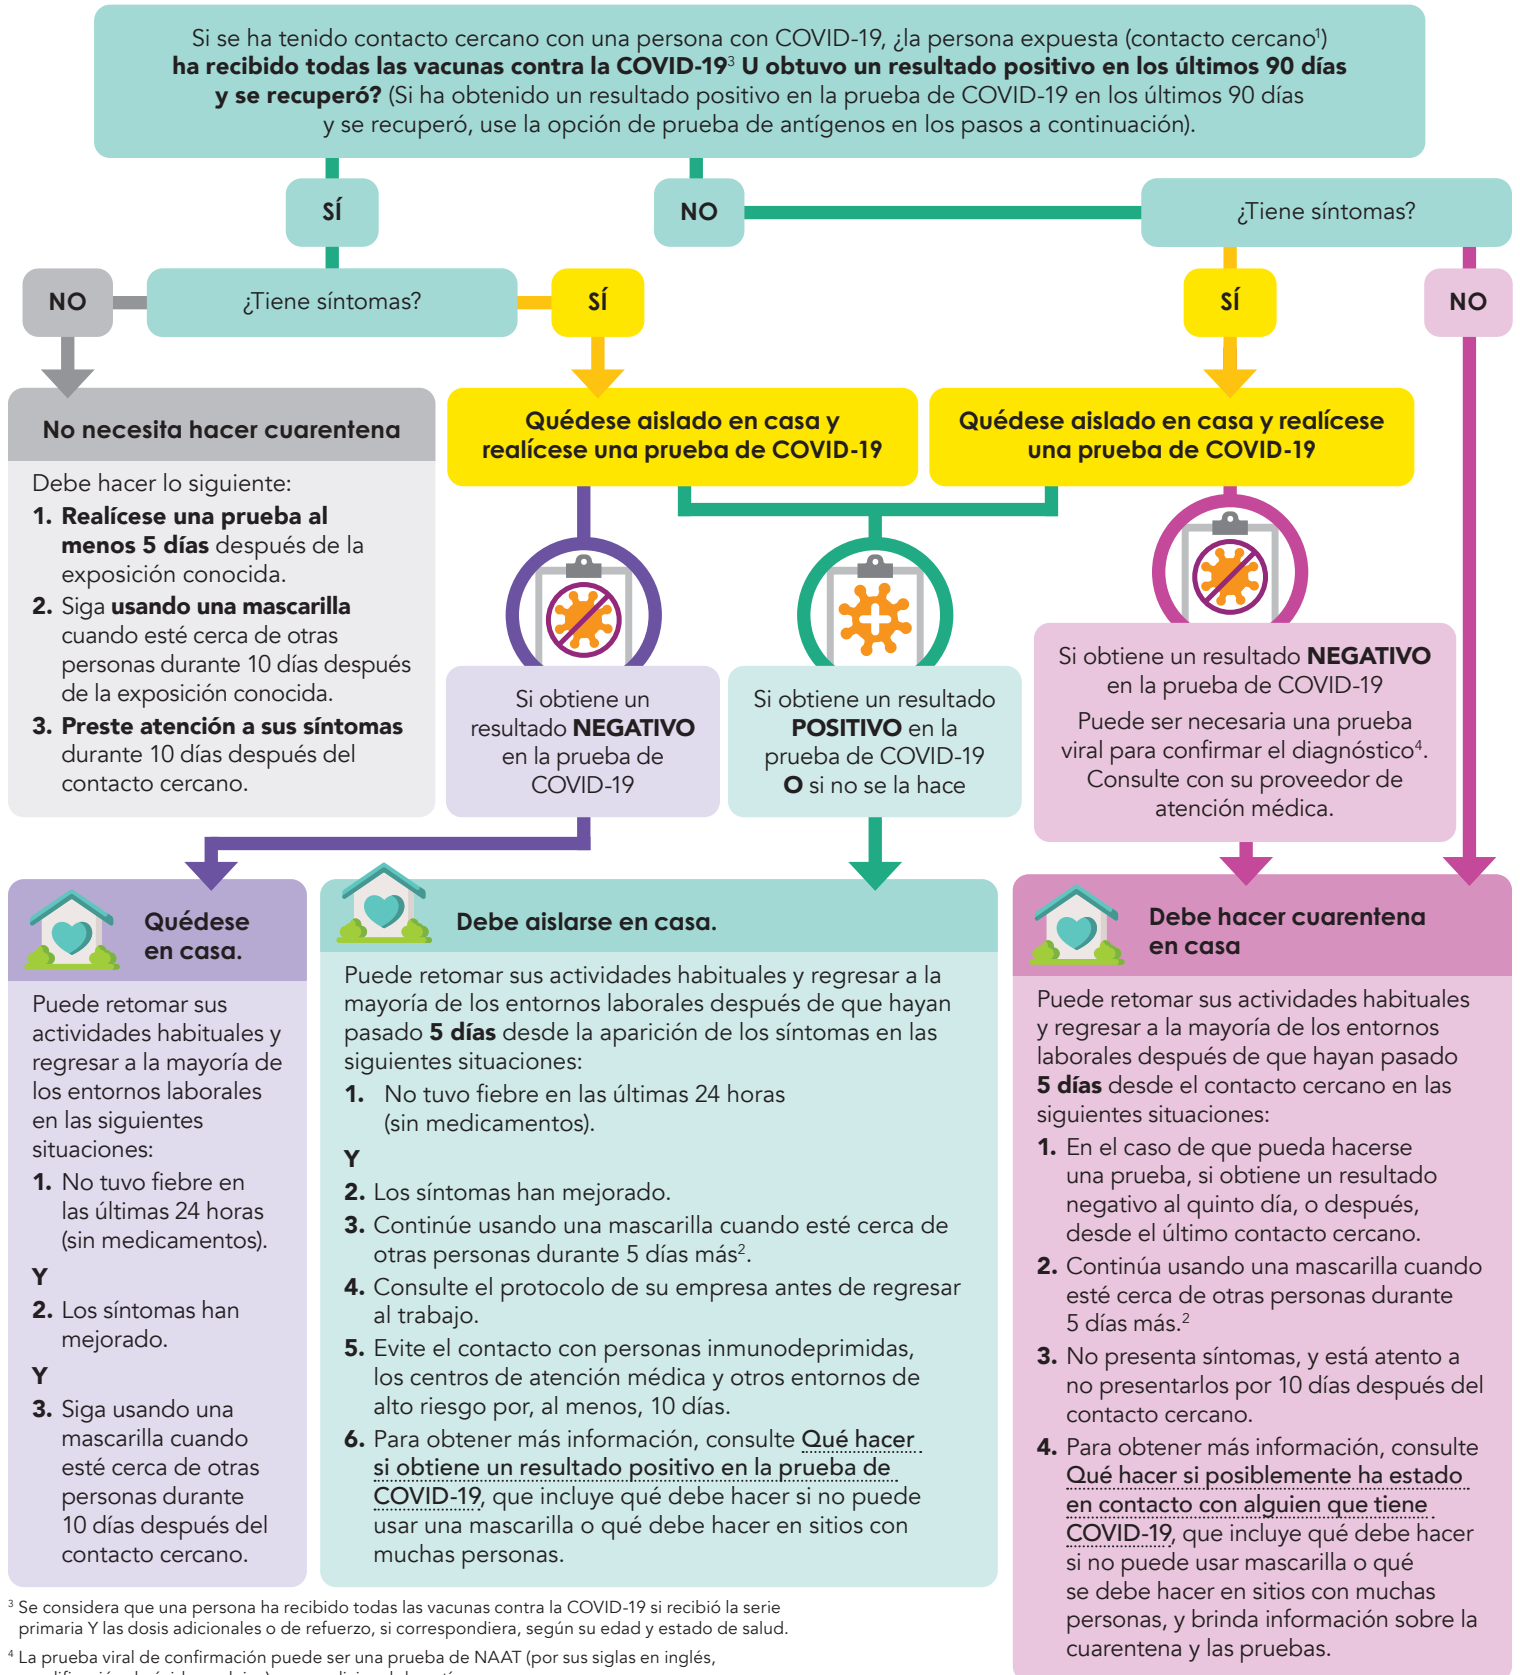 Si se ha tenido contacto cercano con una persona con COVID-19, ¿la persona expuesta (contacto cercano¹)
ha recibido todas las vacunas contra la COVID-19³ U obtuvo un resultado positivo en los últimos 90 días
y se recuperó? (Si ha obtenido un resultado positivo en la prueba de COVID-19 en los últimos 90 días
y se recuperó, use la opción de prueba de antígenos en los pasos a continuación).
SÍ
NO
¿Tiene síntomas?
NO
¿Tiene síntomas?
SÍ
SÍ
NO
No necesita hacer cuarentena
Debe hacer lo siguiente:
1. Realícese una prueba al
menos 5 días después de la
exposición conocida.
2. Siga usando una mascarilla
cuando esté cerca de otras
personas durante 10 días después
de la exposición conocida.
3. Preste atención a sus síntomas
durante 10 días después del
contacto cercano.
Quédese aislado en casa y
realícese una prueba de COVID-19
Quédese aislado en casa y realícese
una prueba de COVID-19
Si obtiene un
resultado NEGATIVO
en la prueba de
COVID-19
Si obtiene un resultado
POSITIVO en la
prueba de COVID-19
O si no se la hace
Si obtiene un resultado NEGATIVO
en la prueba de COVID-19
Puede ser necesaria una prueba
viral para confirmar el diagnóstico⁴.
Consulte con su proveedor de
atención médica.
Quédese
en casa.
Puede retomar sus
actividades habituales y
regresar a la mayoría de
los entornos laborales
en las siguientes
situaciones:
1. No tuvo fiebre en
las últimas 24 horas
(sin medicamentos).
Y
2. Los síntomas han
mejorado.
Y
3. Siga usando una
mascarilla cuando
esté cerca de otras
personas durante
10 días después del
contacto cercano.
Debe aislarse en casa.
Puede retomar sus actividades habituales y regresar a la
mayoría de los entornos laborales después de que hayan
pasado 5 días desde la aparición de los síntomas en las
siguientes situaciones:
1. No tuvo fiebre en las últimas 24 horas
(sin medicamentos).
Y
2. Los síntomas han mejorado.
3. Continúe usando una mascarilla cuando esté cerca de
otras personas durante 5 días más².
4. Consulte el protocolo de su empresa antes de regresar
al trabajo.
5. Evite el contacto con personas inmunodeprimidas,
los centros de atención médica y otros entornos de
alto riesgo por, al menos, 10 días.
6. Para obtener más información, consulte Qué hacer
si obtiene un resultado positivo en la prueba de
COVID-19, que incluye qué debe hacer si no puede
usar una mascarilla o qué debe hacer en sitios con
muchas personas.
Debe hacer cuarentena
en casa
Puede retomar sus actividades habituales
y regresar a la mayoría de los entornos
laborales después de que hayan pasado
5 días desde el contacto cercano en las
siguientes situaciones:
1. En el caso de que pueda hacerse
una prueba, si obtiene un resultado
negativo al quinto día, o después,
desde el último contacto cercano.
2. Continúa usando una mascarilla cuando
esté cerca de otras personas durante
5 días más.²
3. No presenta síntomas, y está atento a
no presentarlos por 10 días después del
contacto cercano.
4. Para obtener más información, consulte
Qué hacer si posiblemente ha estado
en contacto con alguien que tiene
COVID-19, que incluye qué debe hacer
si no puede usar mascarilla o qué
se debe hacer en sitios con muchas
personas, y brinda información sobre la
cuarentena y las pruebas.
³ Se considera que una persona ha recibido todas las vacunas contra la COVID-19 si recibió la serie
primaria Y las dosis adicionales o de refuerzo, si correspondiera, según su edad y estado de salud.
⁴ La prueba viral de confirmación puede ser una prueba de NAAT (por sus siglas en inglés,